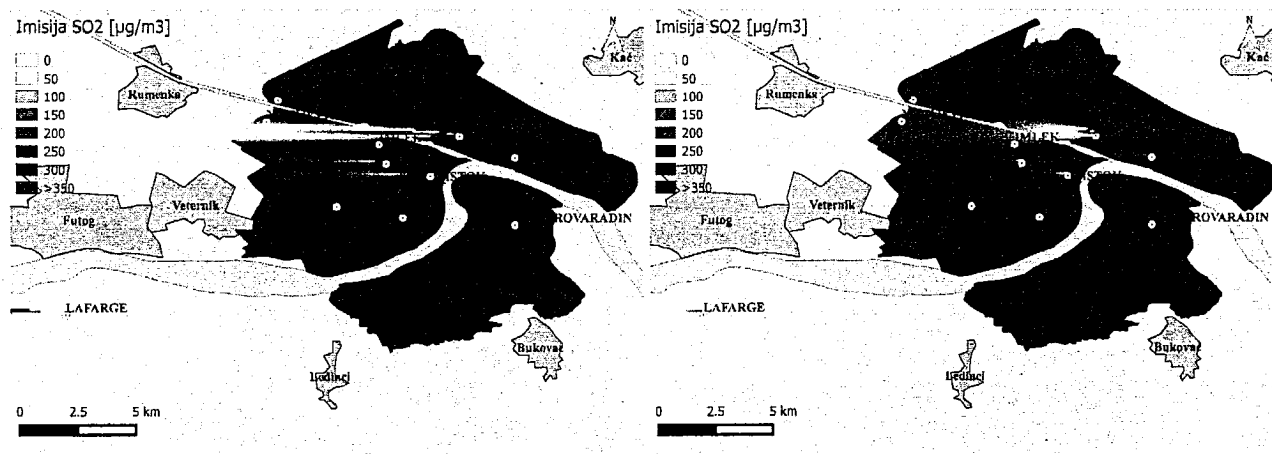 Imisija SO2 [µg/m3]
0
50
100
150
200
250
300
>350
N
Kać
Rumenka
Futog
Veternik
ROVARADIN
LAFARGE
Bukovac
Ledinci
0 2.5 5 km
Imisija SO2 [µg/m3]
0
50
100
150
200
250
300
>350
N
Kać
Rumenka
IMLEK
Futog
Veternik
ROVARADIN
LAFARGE
Bukovac
Ledinci
0 2.5 5 km